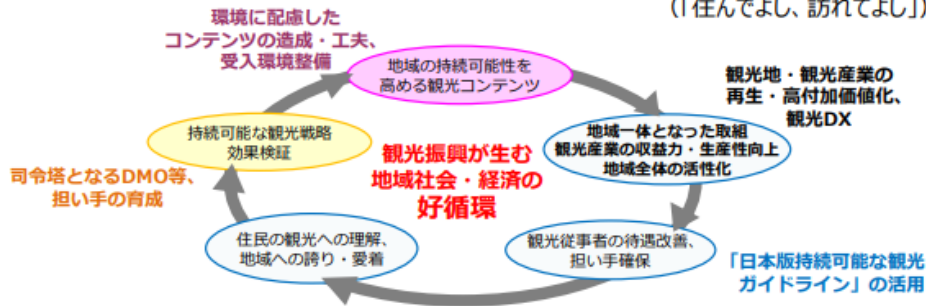 （「住んでよし、訪れてよし」）
環境に配慮した
コンテンツの造成・工夫、
受入環境整備
地域の持続可能性を
高める観光コンテンツ
観光地・観光産業の
再生・高付加価値化、
観光DX
持続可能な観光戦略
効果検証
地域一体となった取組
観光産業の収益力・生産性向上
地域全体の活性化
観光振興が生む
地域社会・経済の
好循環
司令塔となるDMO等、
担い手の育成
住民の観光への理解、
地域への誇り・愛着
観光従事者の待遇改善、
担い手確保
「日本版持続可能な観光
ガイドライン」の活用